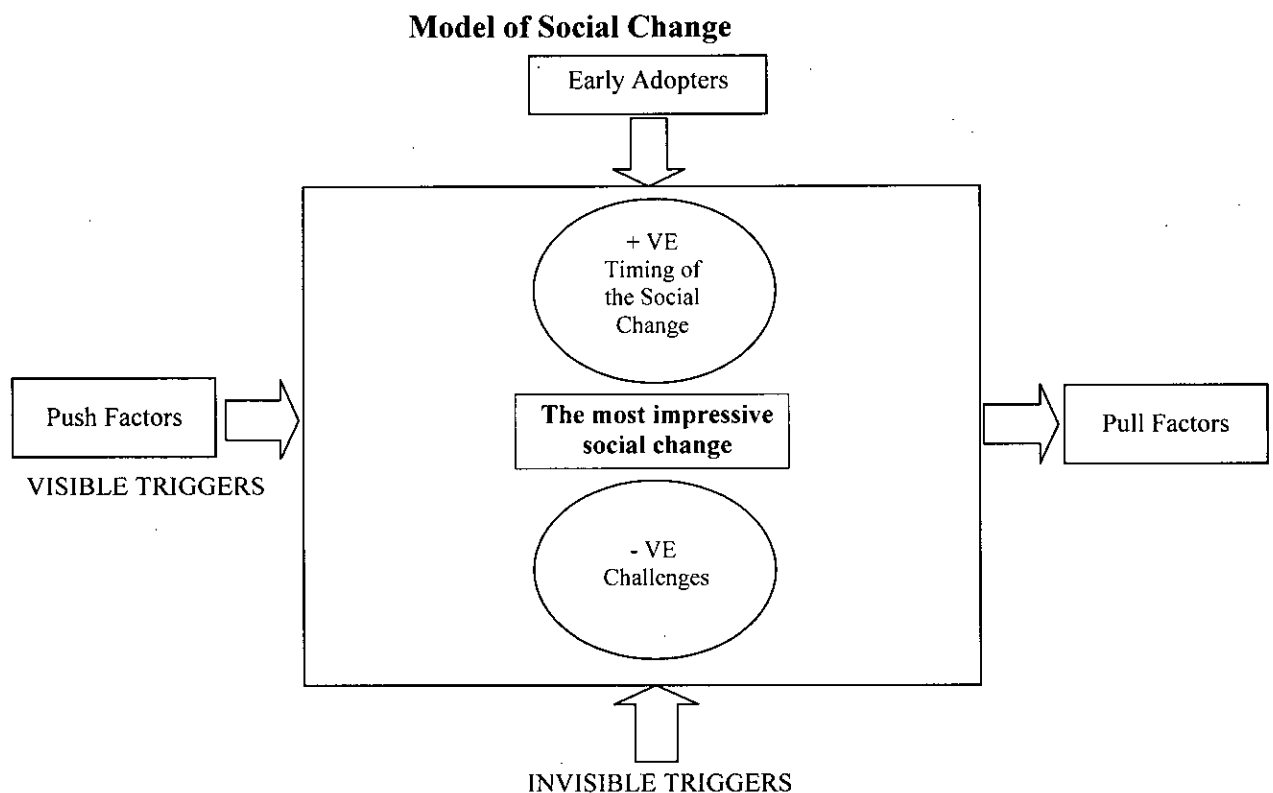 Model of Social Change
Early Adopters
+ VE
Timing of
the Social
Change
Push Factors
The most impressive
social change
Pull Factors
VISIBLE TRIGGERS
- VE
Challenges
INVISIBLE TRIGGERS